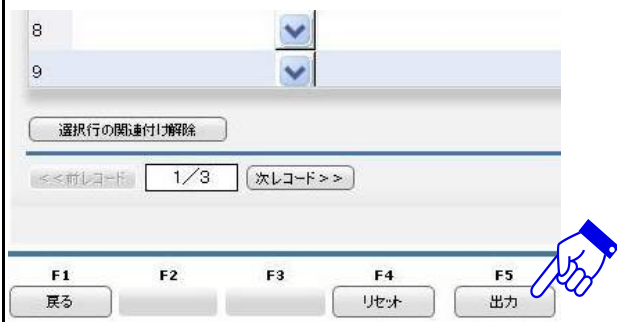 8
9
選択行の関連付け解除
<<前レコード 1／3 次レコード>>
F1 F2 F3 F4 F5
戻る リセット 出力